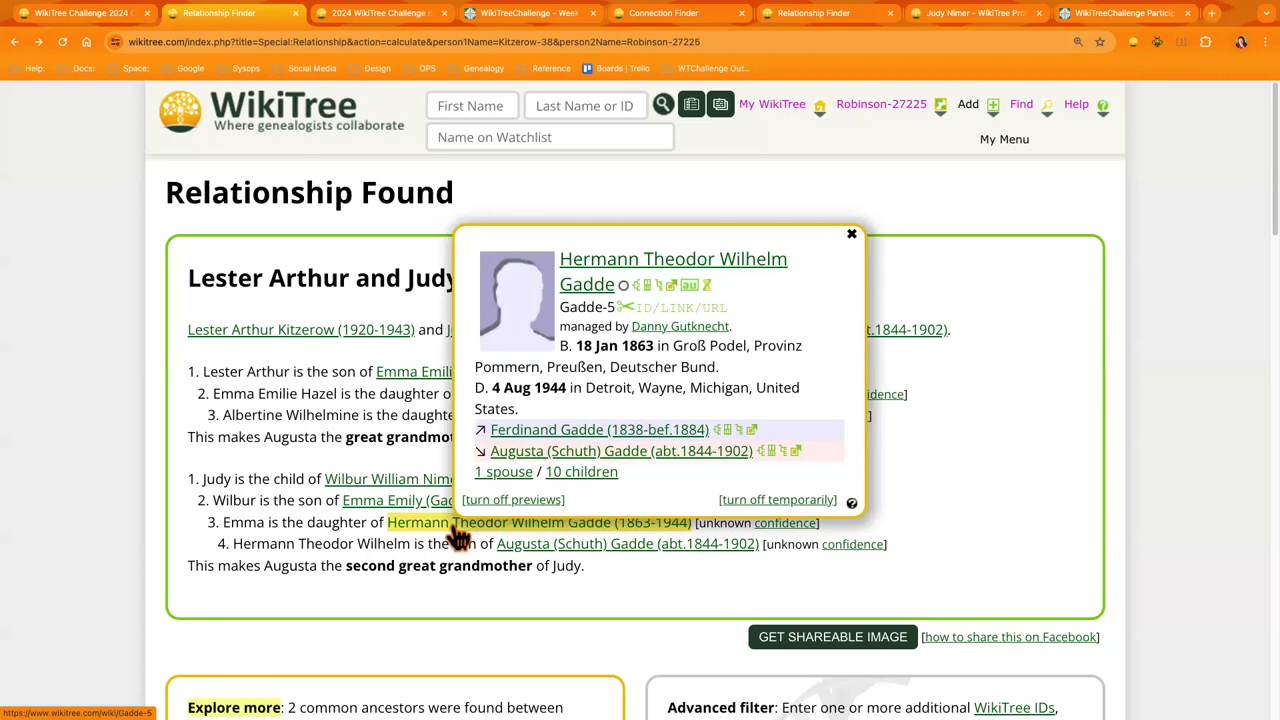 WikiTree Challenge 2024 C
Relationship Finder
2024 WikiTree Challenge
WikiTreeChallenge - Week
Connection Finder
Relationship Finder
Judy Nimer - WikiTree Pro
WikiTreeChallenge Particip
wikitree.com/index.php?title=Special:Relationship&action=calculate&person1Name=Kitzerow-38&person2Name=Robinson-27225
Help: Docs: Space: Google Sysops Social Media Design OPS Genealogy Reference Boards | Trello WTChallenge Out...
WikiTree
Where genealogists collaborate
First Name Last Name or ID My WikiTree Robinson-27225 Add Find Help
Name on Watchlist My Menu
Relationship Found
Lester Arthur and Judy
Lester Arthur Kitzerow (1920-1943) and t.1844-1902).
1. Lester Arthur is the son of Emma Emili
2. Emma Emilie Hazel is the daughter o idence]
3. Albertine Wilhelmine is the daughter ]
This makes Augusta the great grandmot
Hermann Theodor Wilhelm
Gadde au
Gadde-5 ID/LINK/URL
managed by Danny Gutknecht.
B. 18 Jan 1863 in Groß Podel, Provinz
Pommern, Preußen, Deutscher Bund.
D. 4 Aug 1944 in Detroit, Wayne, Michigan, United
States.
Ferdinand Gadde (1838-bef.1884)
Augusta (Schuth) Gadde (abt.1844-1902)
1 spouse / 10 children
[turn off previews] [turn off temporarily]
1. Judy is the child of Wilbur William Nim
2. Wilbur is the son of Emma Emily (Gad
3. Emma is the daughter of Hermann Theodor Wilhelm Gadde (1863-1944) [unknown confidence]
4. Hermann Theodor Wilhelm is the of Augusta (Schuth) Gadde (abt.1844-1902) [unknown confidence]
This makes Augusta the second great grandmother of Judy.
GET SHAREABLE IMAGE [how to share this on Facebook]
Explore more: 2 common ancestors were found between
Advanced filter: Enter one or more additional WikiTree IDs,
https://www.wikitree.com/wiki/Gadde-5